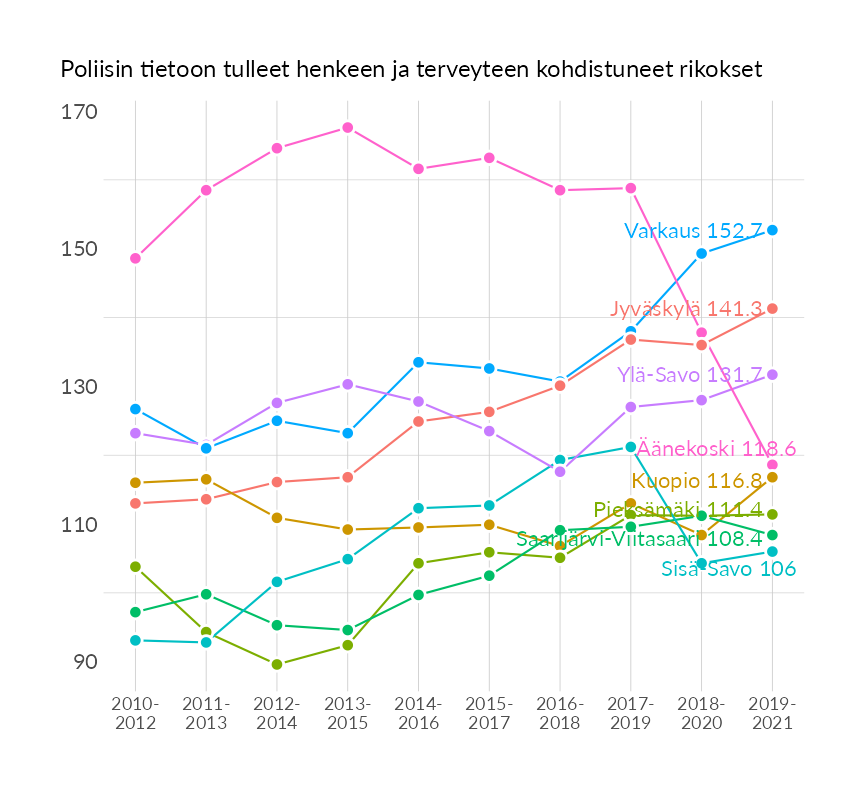 Poliisin tietoon tulleet henkeen ja terveyteen kohdistuneet rikokset
170
150
130
110
90
Varkaus 152.7
Jyväskylä 141.3
Ylä-Savo 131.7
Äänekoski 118.6
Kuopio 116.8
Pieksämäki 111.4
Saarijärvi-Viitasaari 108.4
Sisä-Savo 106
2010-
2012
2011-
2013
2012-
2014
2013-
2015
2014-
2016
2015-
2017
2016-
2018
2017-
2019
2018-
2020
2019-
2021